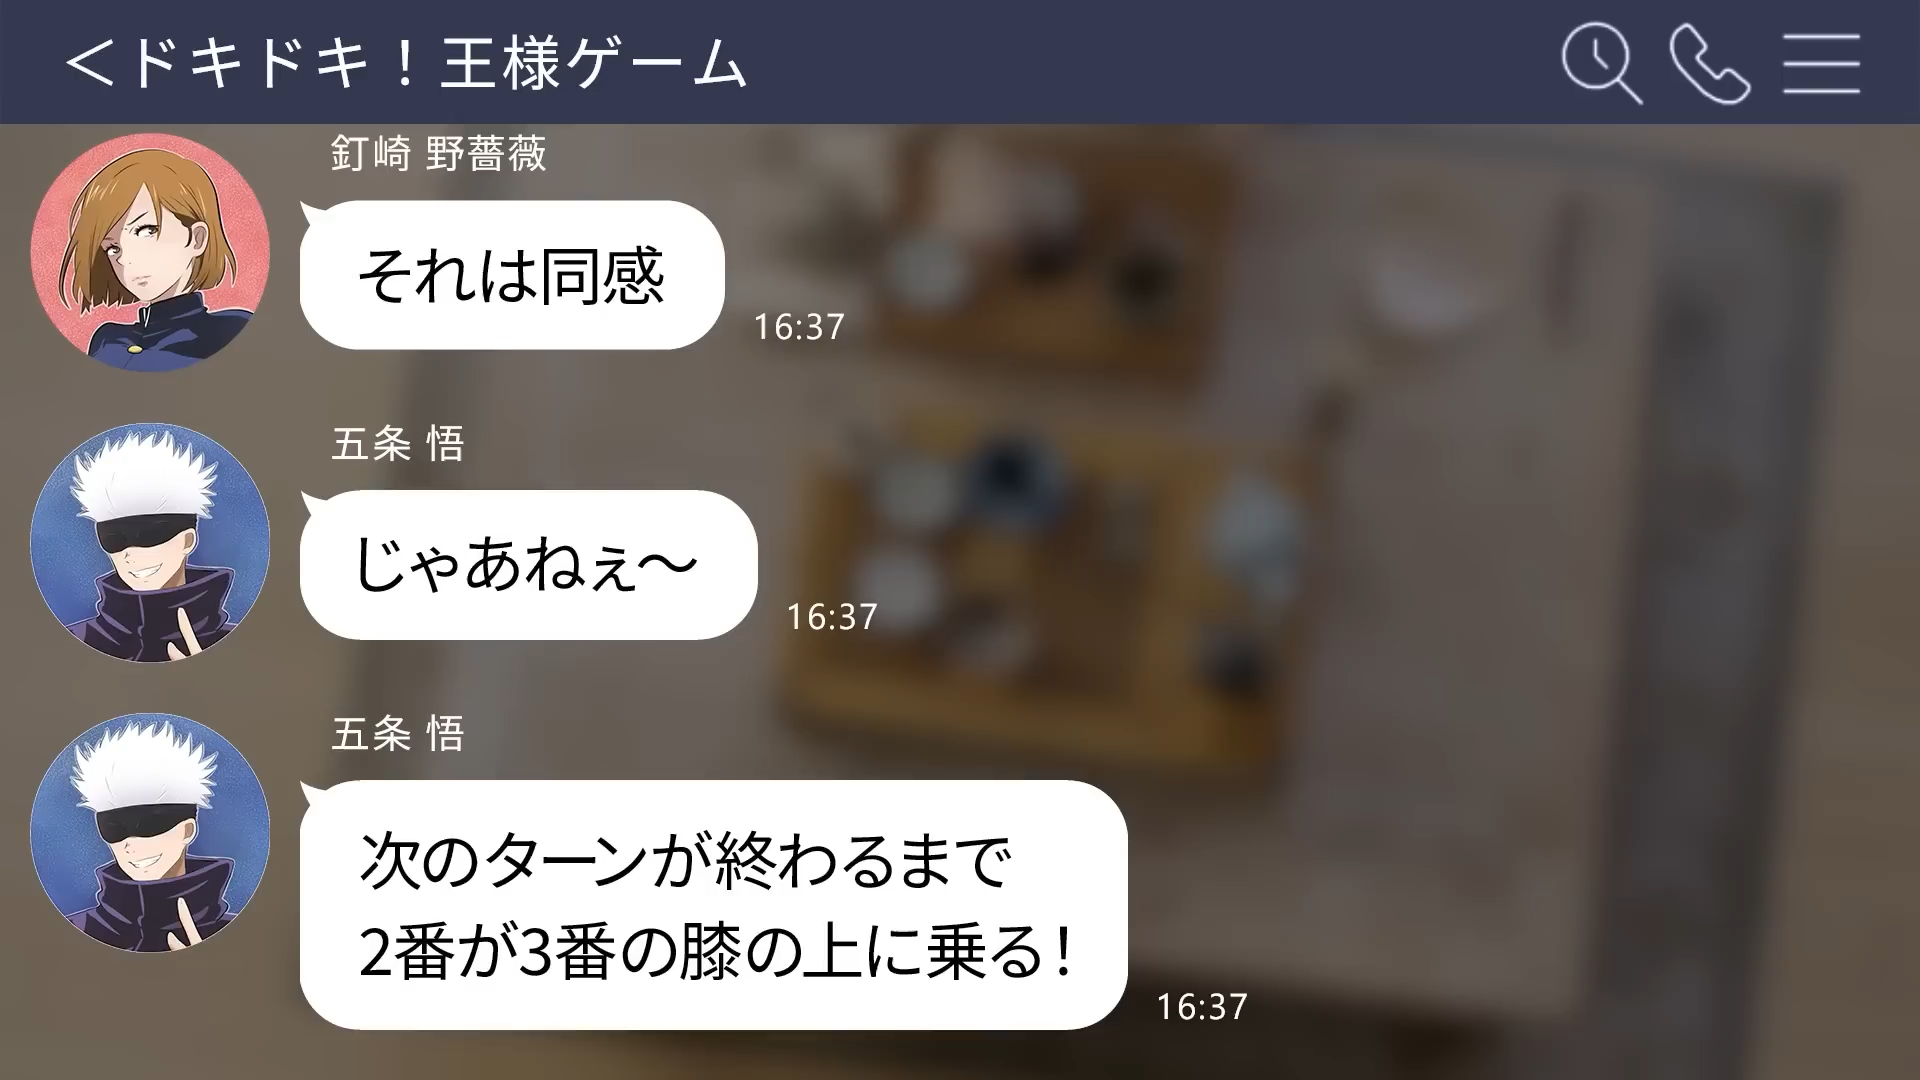 ＜ドキドキ！王様ゲーム
釘崎 野薔薇
それは同感
16:37
五条 悟
じゃあねぇ〜
16:37
五条 悟
次のターンが終わるまで
2番が3番の膝の上に乗る！
16:37